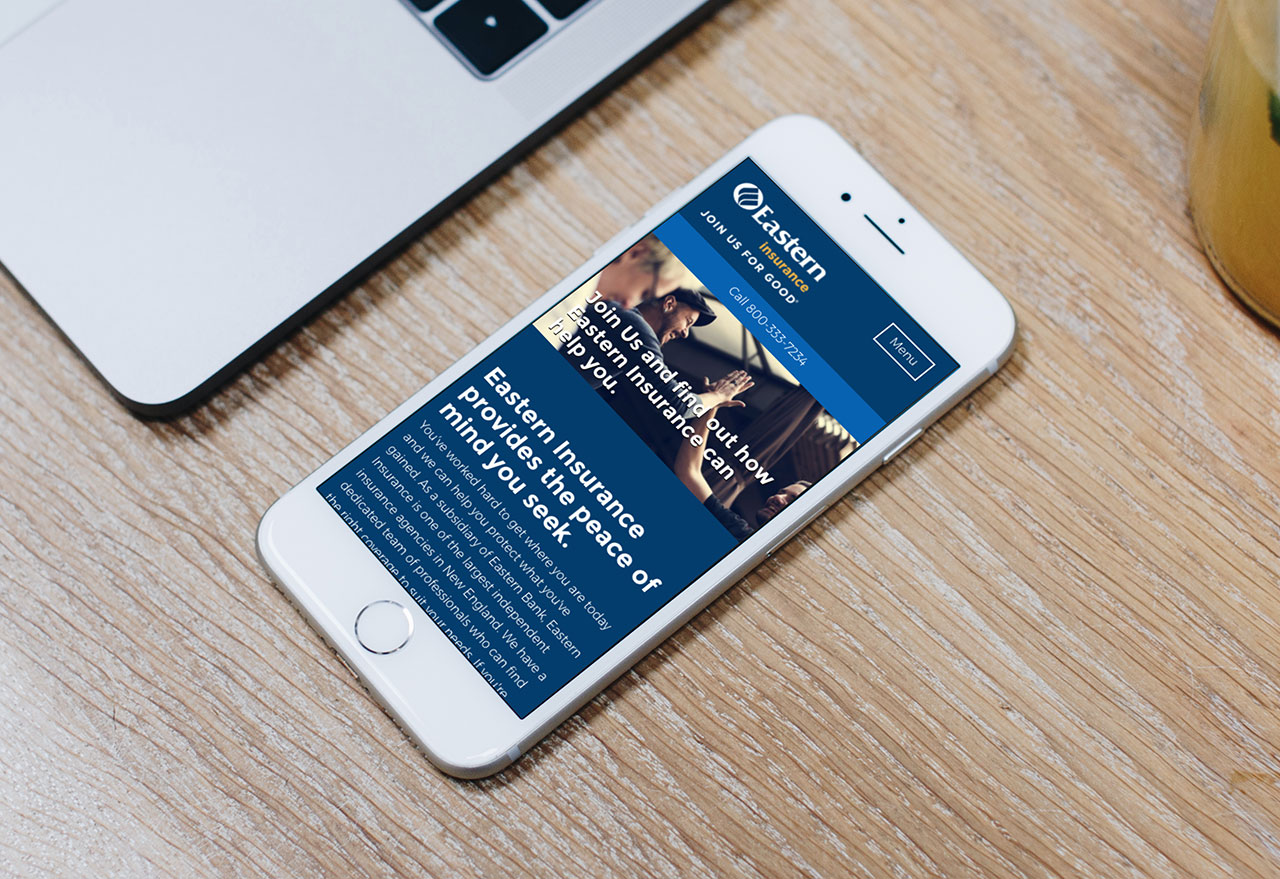 Eastern
insurance
JOIN US FOR GOOD®
Menu
Call 800-333-7234
Join Us and find out how
Eastern Insurance can
help you.
Eastern Insurance
provides the peace of
mind you seek.
You've worked hard to get where you are today
and we can help you protect what you've
gained. As a subsidiary of Eastern Bank, Eastern
Insurance is one of the largest independent
insurance agencies in New England. We have a
dedicated team of professionals who can find
the right coverage to suit your needs. If you're